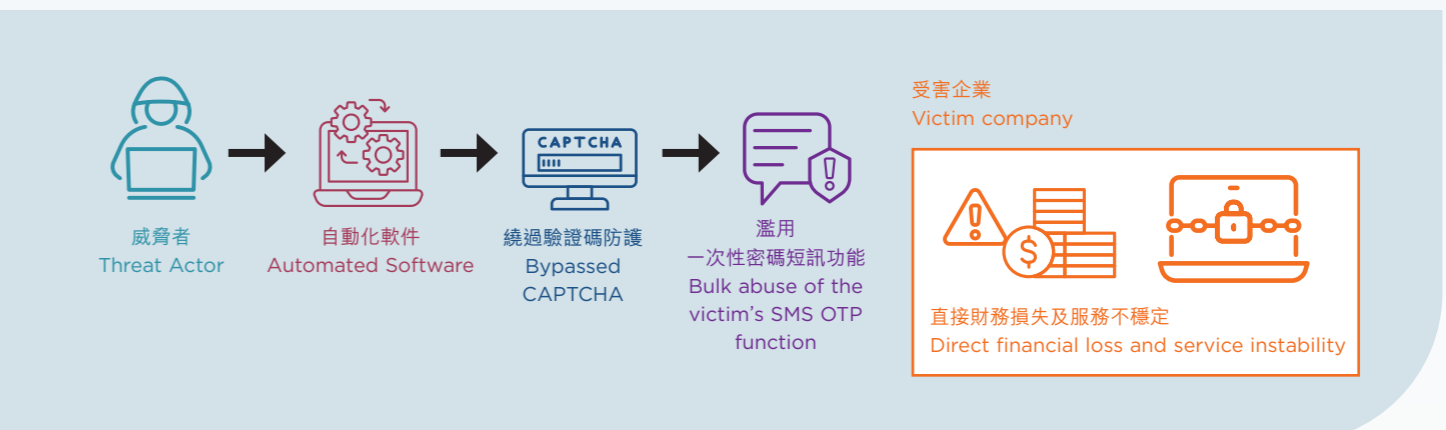 威脅者
Threat Actor
自動化軟件
Automated Software
CAPTCHA
繞過驗證碼防護
Bypassed
CAPTCHA
濫用
一次性密碼短訊功能
Bulk abuse of the
victim's SMS OTP
function
受害企業
Victim company
$
直接財務損失及服務不穩定
Direct financial loss and service instability